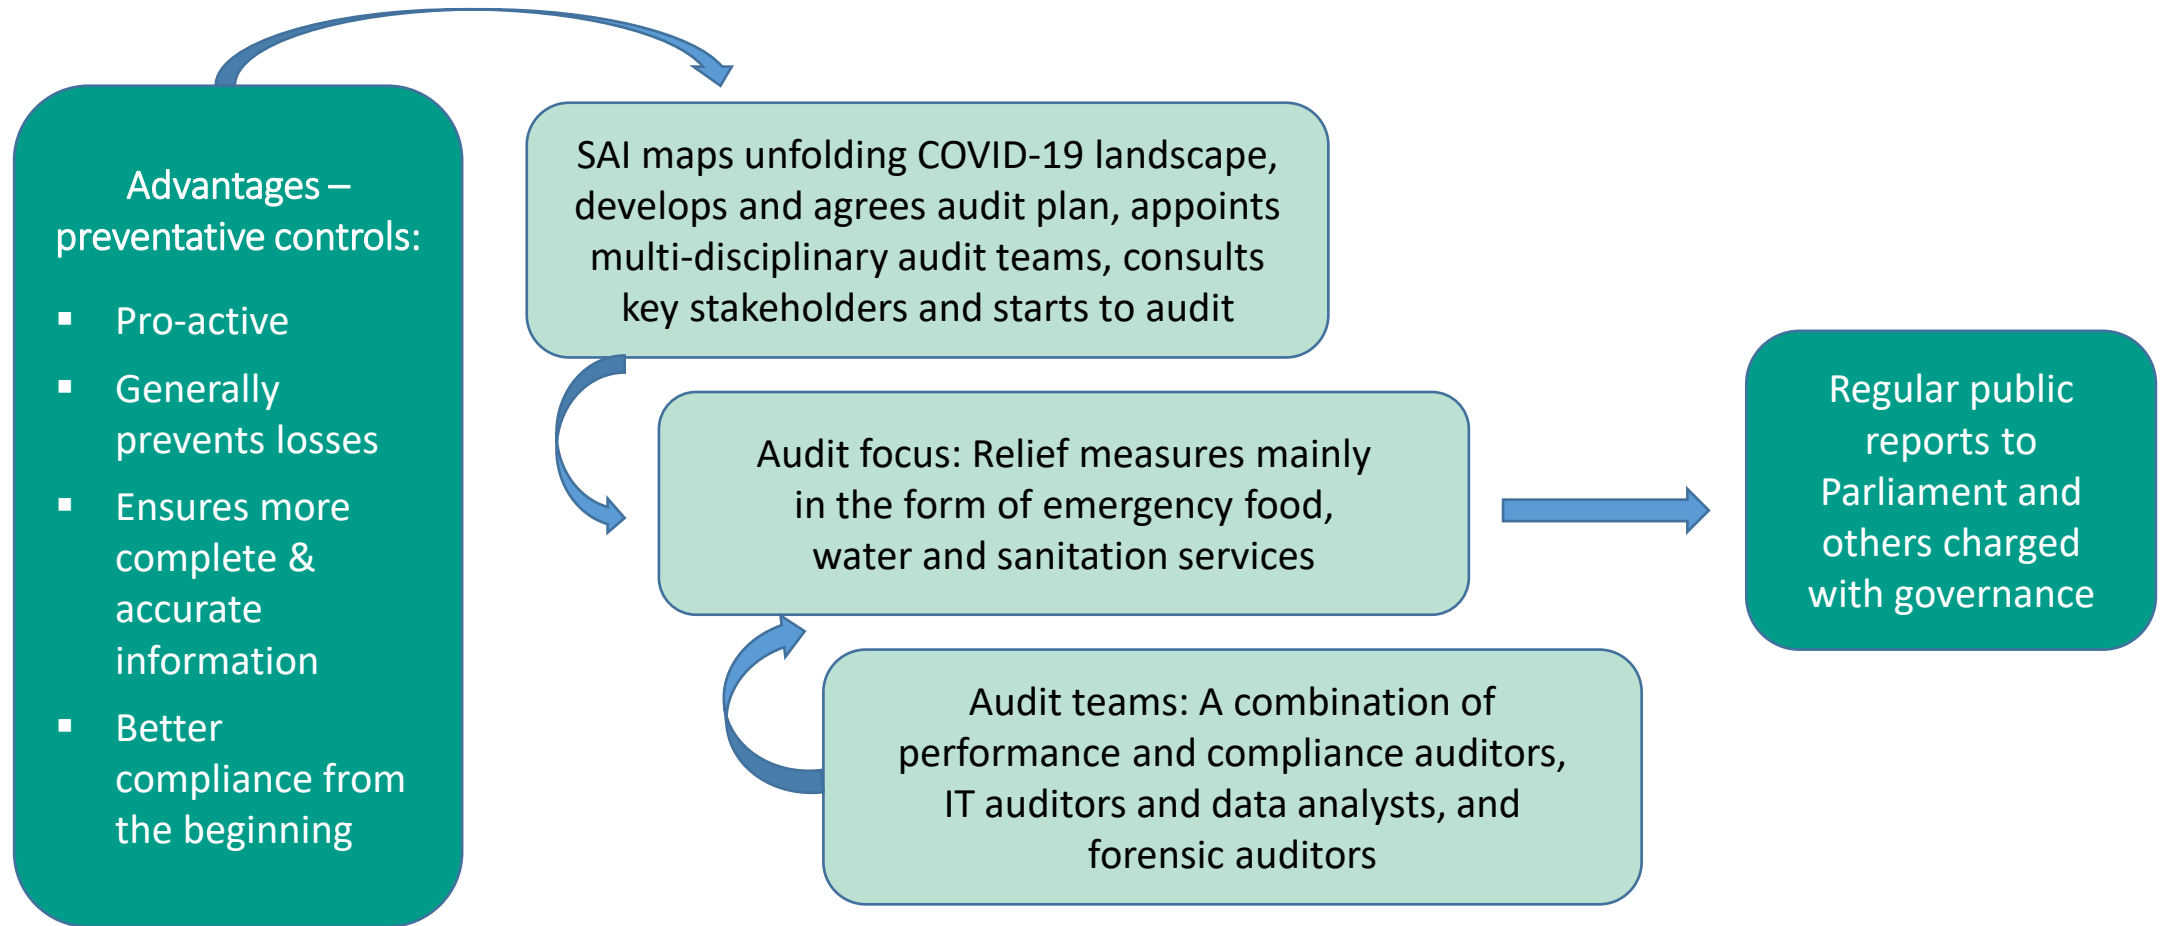 Advantages –
preventative controls:
▪ Pro-active
▪ Generally
prevents losses
▪ Ensures more
complete &
accurate
information
▪ Better
compliance from
the beginning
SAI maps unfolding COVID-19 landscape,
develops and agrees audit plan, appoints
multi-disciplinary audit teams, consults
key stakeholders and starts to audit
Audit focus: Relief measures mainly
in the form of emergency food,
water and sanitation services
Audit teams: A combination of
performance and compliance auditors,
IT auditors and data analysts, and
forensic auditors
Regular public
reports to
Parliament and
others charged
with governance